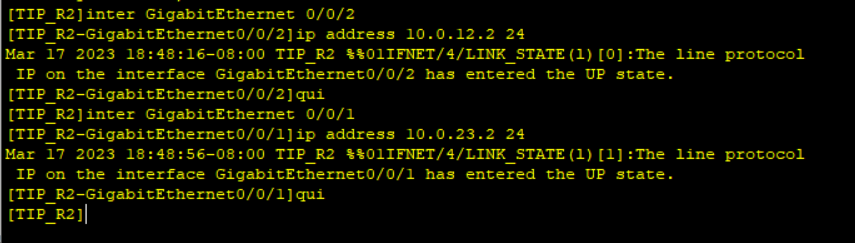 [TIP_R2]inter GigabitEthernet 0/0/2
[TIP_R2-GigabitEthernet0/0/2]ip address 10.0.12.2 24
Mar 17 2023 18:48:16-08:00 TIP_R2 %%01IFNET/4/LINK_STATE(l)[0]:The line protocol
 IP on the interface GigabitEthernet0/0/2 has entered the UP state.
[TIP_R2-GigabitEthernet0/0/2]qui
[TIP_R2]inter GigabitEthernet 0/0/1
[TIP_R2-GigabitEthernet0/0/1]ip address 10.0.23.2 24
Mar 17 2023 18:48:56-08:00 TIP_R2 %%01IFNET/4/LINK_STATE(l)[1]:The line protocol
 IP on the interface GigabitEthernet0/0/1 has entered the UP state.
[TIP_R2-GigabitEthernet0/0/1]qui
[TIP_R2]